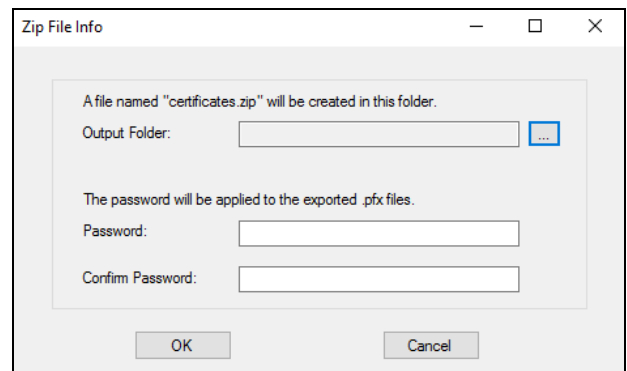 Zip File Info
A file named "certificates.zip" will be created in this folder.
Output Folder:
...
The password will be applied to the exported .pfx files.
Password:
Confirm Password:
OK Cancel